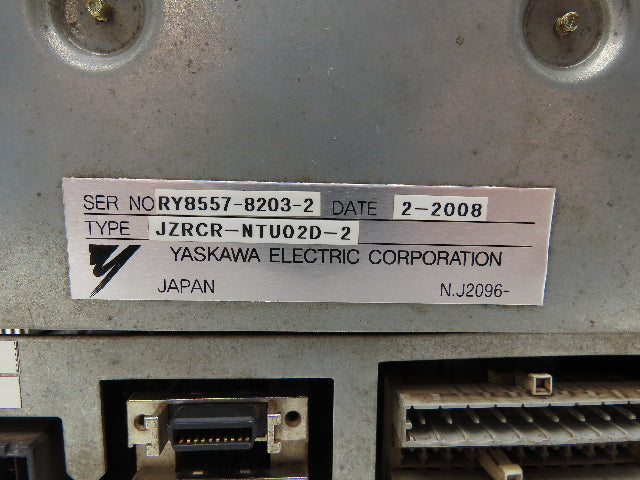 SER NO RY8557-8203-2 DATE 2-2008
TYPE JZRCR-NTU02D-2
YASKAWA ELECTRIC CORPORATION
JAPAN N.J2096-